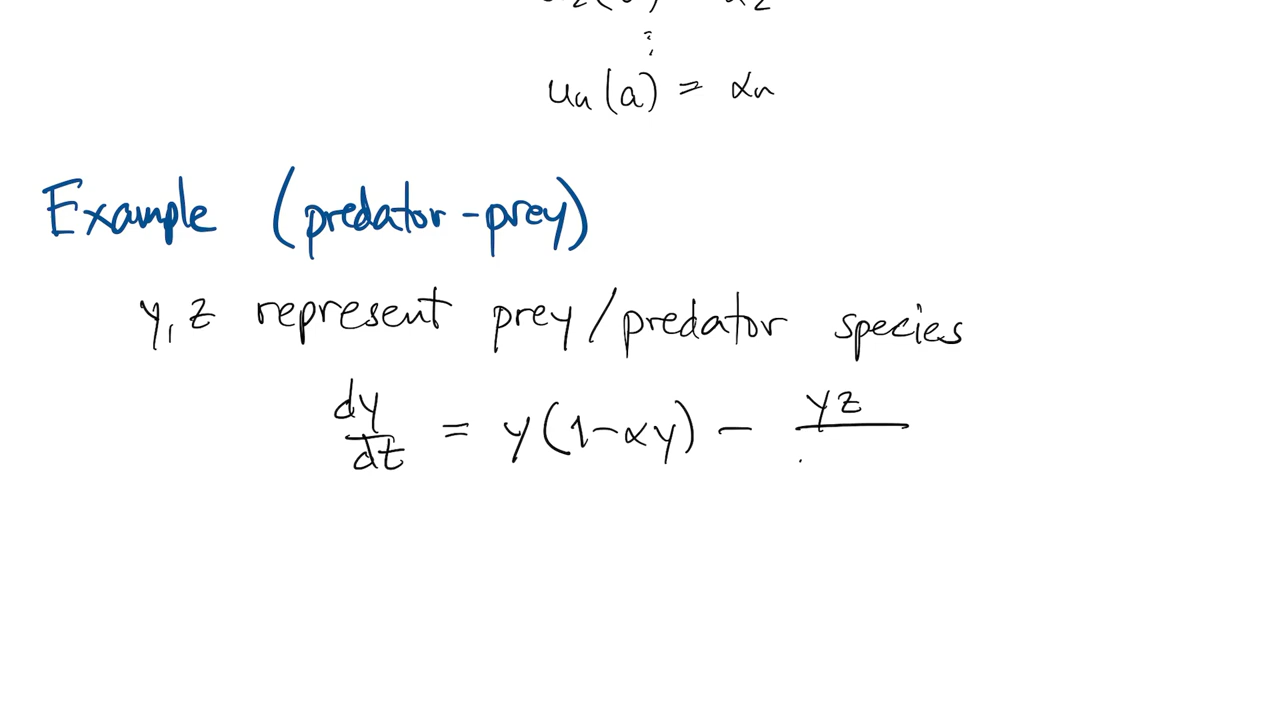 ⋮
uₙ(a) = αₙ
Example (predator-prey)
y, z represent prey/predator species
dy/dt = y(1-αy) - yz/